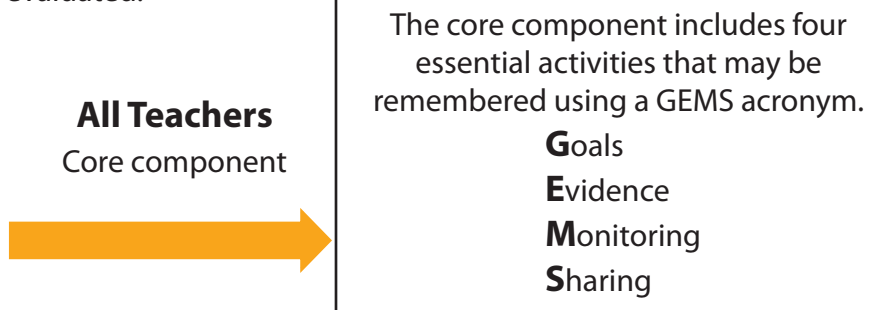 evaluated.
All Teachers
Core component
The core component includes four
essential activities that may be
remembered using a GEMS acronym.
Goals
Evidence
Monitoring
Sharing